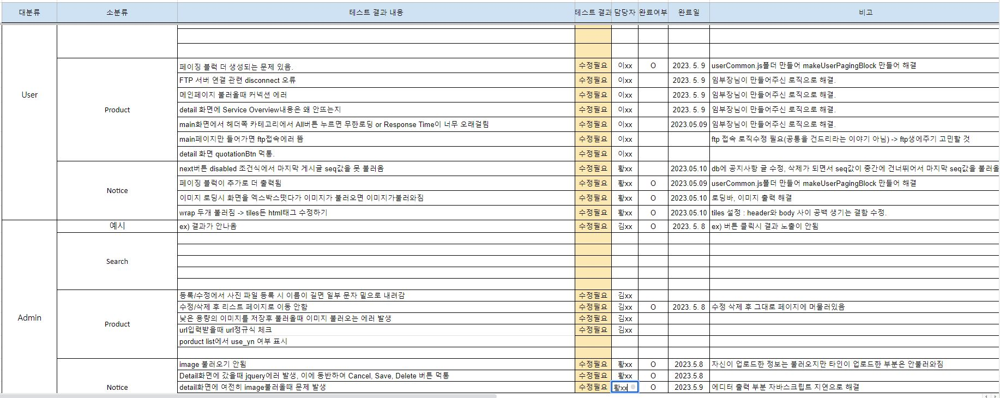 대분류 소분류 테스트 결과 내용 테스트 결과 담당자 완료여부 완료일 비고
User
Product
페이징 블럭 더 생성되는 문제 있음. 수정필요 이xx O 2023. 5. 9 userCommon.js폴더 만들어 makeUserPagingBlock 만들어 해결
FTP 서버 연결 관련 disconnect 오류 수정필요 이xx 2023. 5. 9 임부장님이 만들어주신 로직으로 해결.
메인페이지 불러올때 커넥션 에러 수정필요 이xx 2023. 5. 9 임부장님이 만들어주신 로직으로 해결.
detail 화면에 Service Overview내용은 왜 안뜨는지 수정필요 이xx 2023. 5. 9 임부장님이 만들어주신 로직으로 해결.
main화면에서 헤더쪽 카테고리에서 All버튼 누르면 무한로딩 or Response Time이 너무 오래걸림 수정필요 이xx 2023.05.09 임부장님이 만들어주신 로직으로 해결.
main페이지만 들어가면 ftp접속에러 뜸 수정필요 이xx ftp 접속 로직수정 필요(공통을 건드리라는 이야기 아님) -> ftp생에주기 고민할 것
detail 화면 quotationBtn 먹통. 수정필요 이xx
Notice
next버튼 disabled 조건식에서 마지막 게시글 seq값을 못 불러옴 수정필요 황xx 2023.05.10 db에 공지사항 글 수정, 삭제가 되면서 seq값이 중간에 건너뛰어서 마지막 seq값을 불러올
페이징 블럭이 추가로 더 출력됨 수정필요 황xx O 2023.05.09 userCommon.js폴더 만들어 makeUserPagingBlock 만들어 해결
이미지 로딩시 화면을 엑스박스떳다가 이미지가 불러오면 이미지가불러와짐 수정필요 황xx O 2023.05.10 로딩바, 이미지 출력 해결
wrap 두개 불러짐 -> tiles든 html태그 수정하기 수정필요 황xx O 2023.05.10 tiles 설정 : header와 body 사이 공백 생기는 결함 수정.
Admin
예시 ex) 결과가 안나옴 수정필요 김xx O 2023. 5. 8 ex) 버튼 클릭시 결과 노출이 안됨
Search
Product
등록/수정에서 사진 파일 등록 시 이름이 길면 일부 문자 밑으로 내려감 수정필요 김xx
수정/삭제 후 리스트 페이지로 이동 안함 수정필요 김xx O 2023. 5. 8 수정 삭제 후 그대로 페이지에 머물러있음
낮은 용량의 이미지를 저장후 불러올때 이미지 불러오는 에러 발생 수정필요 김xx
url입력받을때 url정규식 체크 수정필요 김xx
porduct list에서 use_yn 여부 표시
Notice
image 불러오기 안됨 수정필요 황xx O 2023.5.8 자신이 업로드한 정보는 불러오지만 타인이 업로드한 부분은 안불러와짐
Detail화면에 갔을때 jquery에러 발생, 이에 동반하여 Cancel, Save, Delete 버튼 먹통 수정필요 황xx O 2023.5.8
detail화면에 여전히 image불러올때 문제 발생 수정필요 황xx O 2023.5.9 에디터 출력 부분 자바스크립트 지연으로 해결